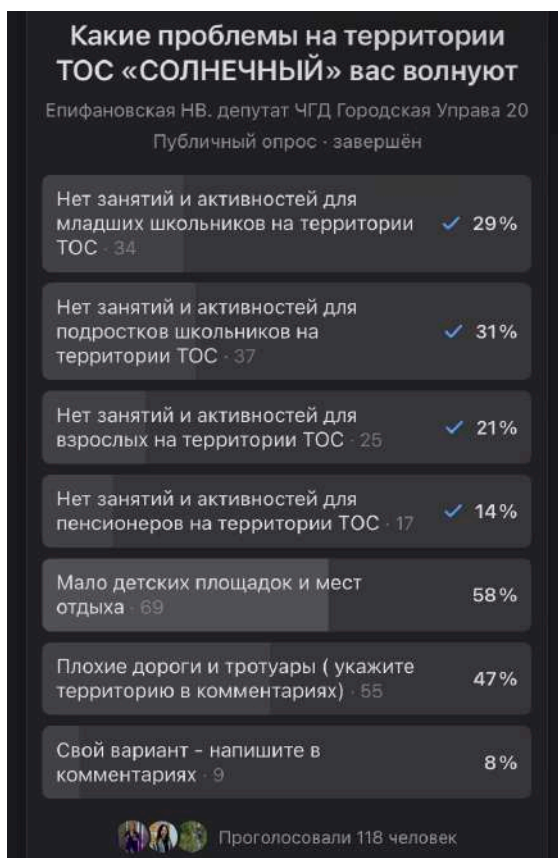 Какие проблемы на территории
ТОС «СОЛНЕЧНЫЙ» вас волнуют
Епифановская НВ. депутат ЧГД Городская Управа 20
Публичный опрос · завершён
Нет занятий и активностей для
младших школьников на территории
ТОС · 34
29%
Нет занятий и активностей для
подростков школьников на
территории ТОС · 37
31%
Нет занятий и активностей для
взрослых на территории ТОС · 25
21%
Нет занятий и активностей для
пенсионеров на территории ТОС · 17
14%
Мало детских площадок и мест
отдыха · 69
58%
Плохие дороги и тротуары ( укажите
территорию в комментариях) · 55
47%
Свой вариант - напишите в
комментариях · 9
8%
Проголосовали 118 человек